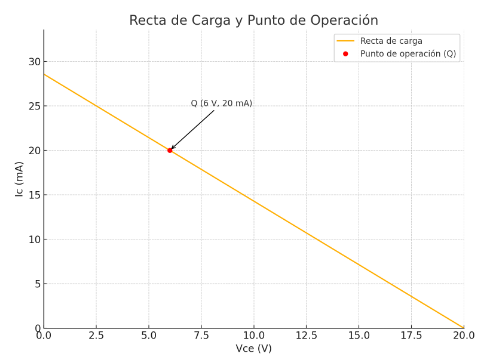 Recta de Carga y Punto de Operación
Recta de carga
Punto de operación (Q)
Q (6 V, 20 mA)
Ic (mA)
30
25
20
15
10
5
0
0.0 2.5 5.0 7.5 10.0 12.5 15.0 17.5 20.0
Vce (V)